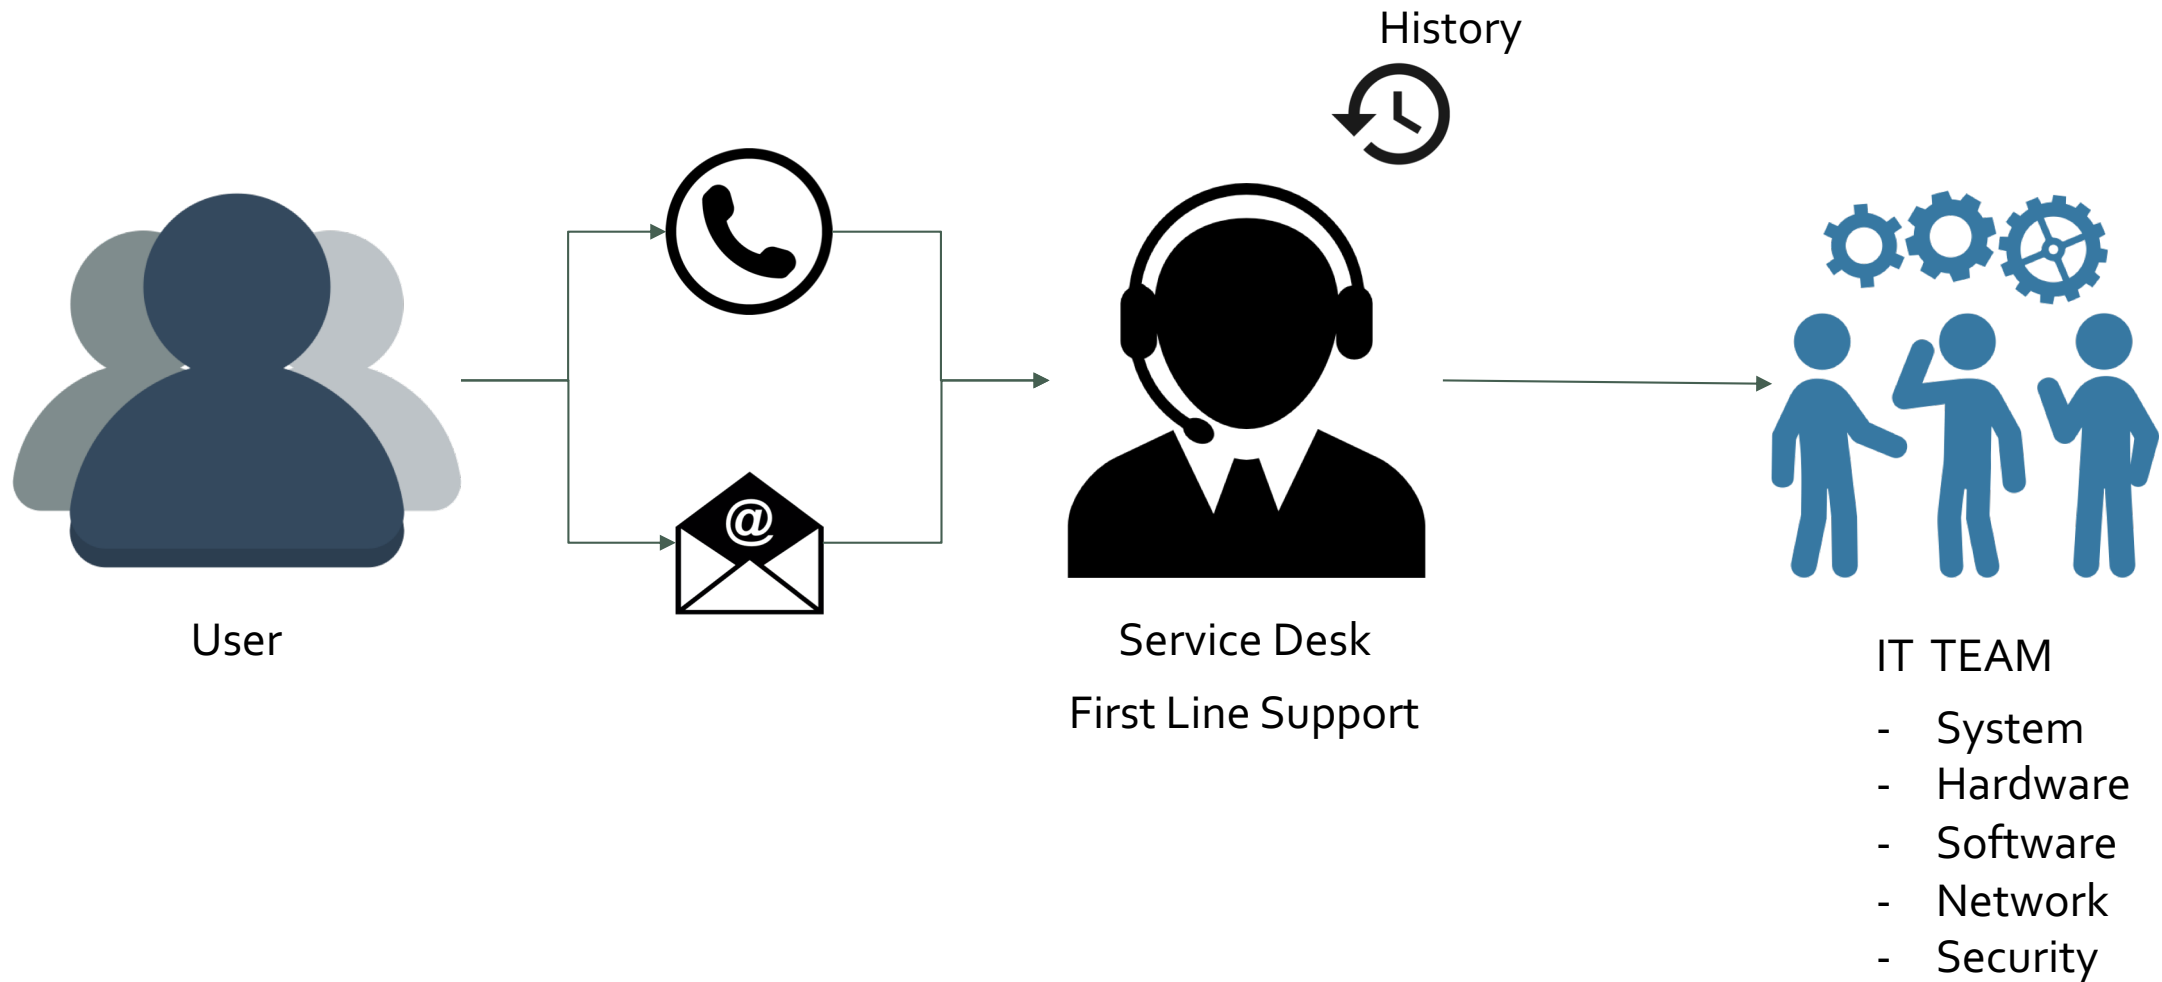 History
@
User
Service Desk
First Line Support
IT TEAM
- System
- Hardware
- Software
- Network
- Security